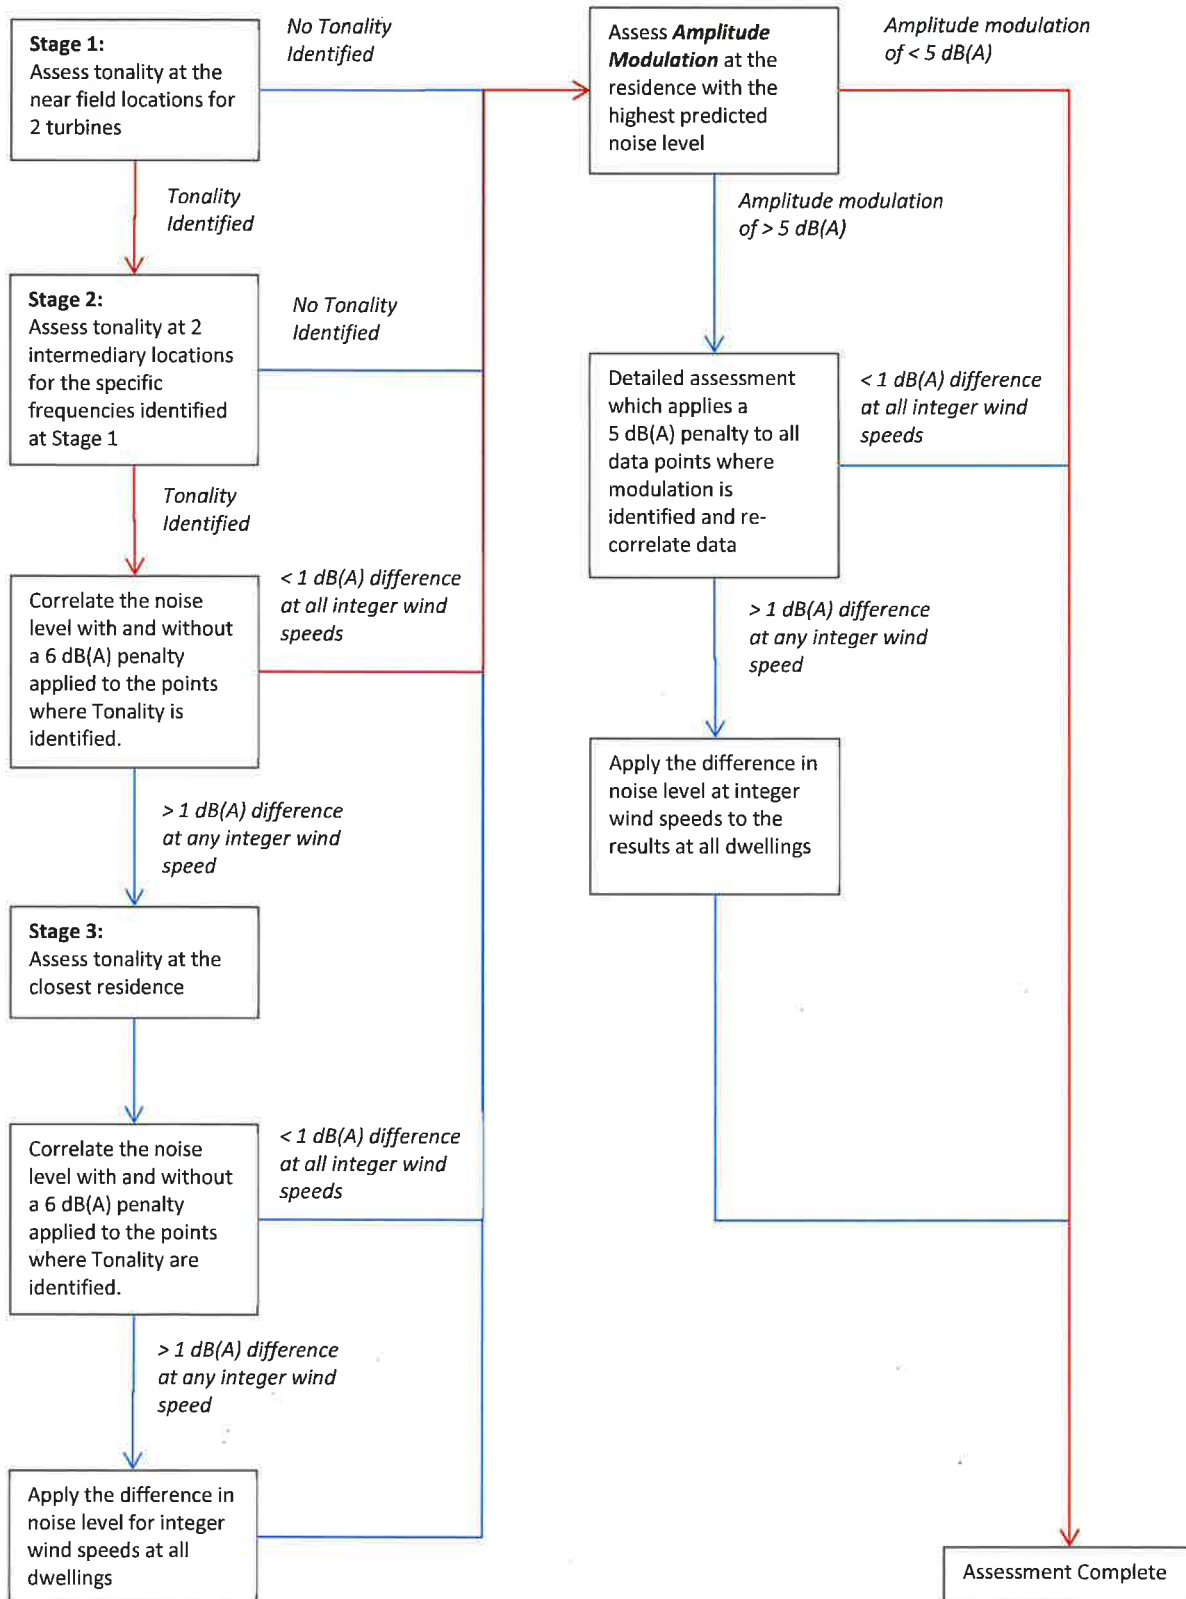 Stage 1:
Assess tonality at the
near field locations for
2 turbines
No Tonality
Identified
Tonality
Identified
Stage 2:
Assess tonality at 2
intermediary locations
for the specific
frequencies identified
at Stage 1
No Tonality
Identified
Tonality
Identified
Correlate the noise
level with and without
a 6 dB(A) penalty
applied to the points
where Tonality is
identified.
< 1 dB(A) difference
at all integer wind
speeds
> 1 dB(A) difference
at any integer wind
speed
Stage 3:
Assess tonality at the
closest residence
Correlate the noise
level with and without
a 6 dB(A) penalty
applied to the points
where Tonality are
identified.
< 1 dB(A) difference
at all integer wind
speeds
> 1 dB(A) difference
at any integer wind
speed
Apply the difference in
noise level for integer
wind speeds at all
dwellings
Assess Amplitude
Modulation at the
residence with the
highest predicted
noise level
Amplitude modulation
of < 5 dB(A)
Amplitude modulation
of > 5 dB(A)
Detailed assessment
which applies a
5 dB(A) penalty to all
data points where
modulation is
identified and re-
correlate data
< 1 dB(A) difference
at all integer wind
speeds
> 1 dB(A) difference
at any integer wind
speed
Apply the difference in
noise level at integer
wind speeds to the
results at all dwellings
Assessment Complete